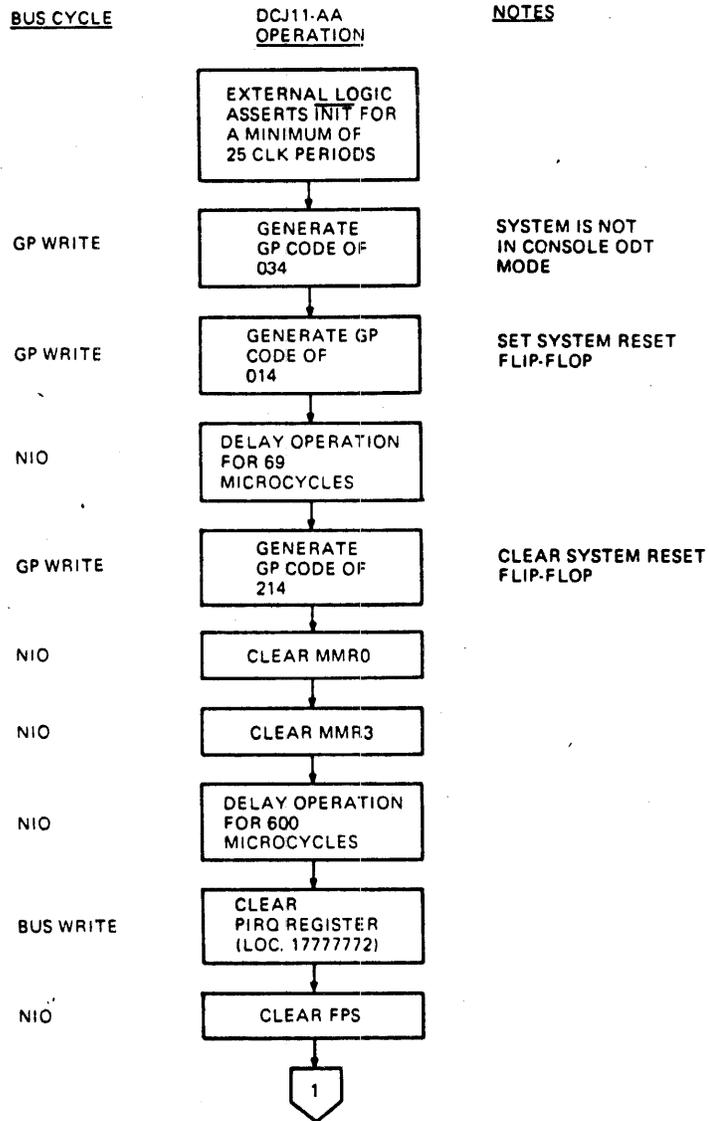 BUS CYCLE
DCJ11-AA
OPERATION
NOTES
EXTERNAL LOGIC
ASSERTS INIT FOR
A MINIMUM OF
25 CLK PERIODS
GP WRITE
GENERATE
GP CODE OF
034
SYSTEM IS NOT
IN CONSOLE ODT
MODE
GP WRITE
GENERATE GP
CODE OF
014
SET SYSTEM RESET
FLIP-FLOP
NIO
DELAY OPERATION
FOR 69
MICROCYCLES
GP WRITE
GENERATE
GP CODE OF
214
CLEAR SYSTEM RESET
FLIP-FLOP
NIO
CLEAR MMR0
NIO
CLEAR MMR3
NIO
DELAY OPERATION
FOR 600
MICROCYCLES
BUS WRITE
CLEAR
PIRQ REGISTER
(LOC. 17777772)
NIO
CLEAR FPS
1